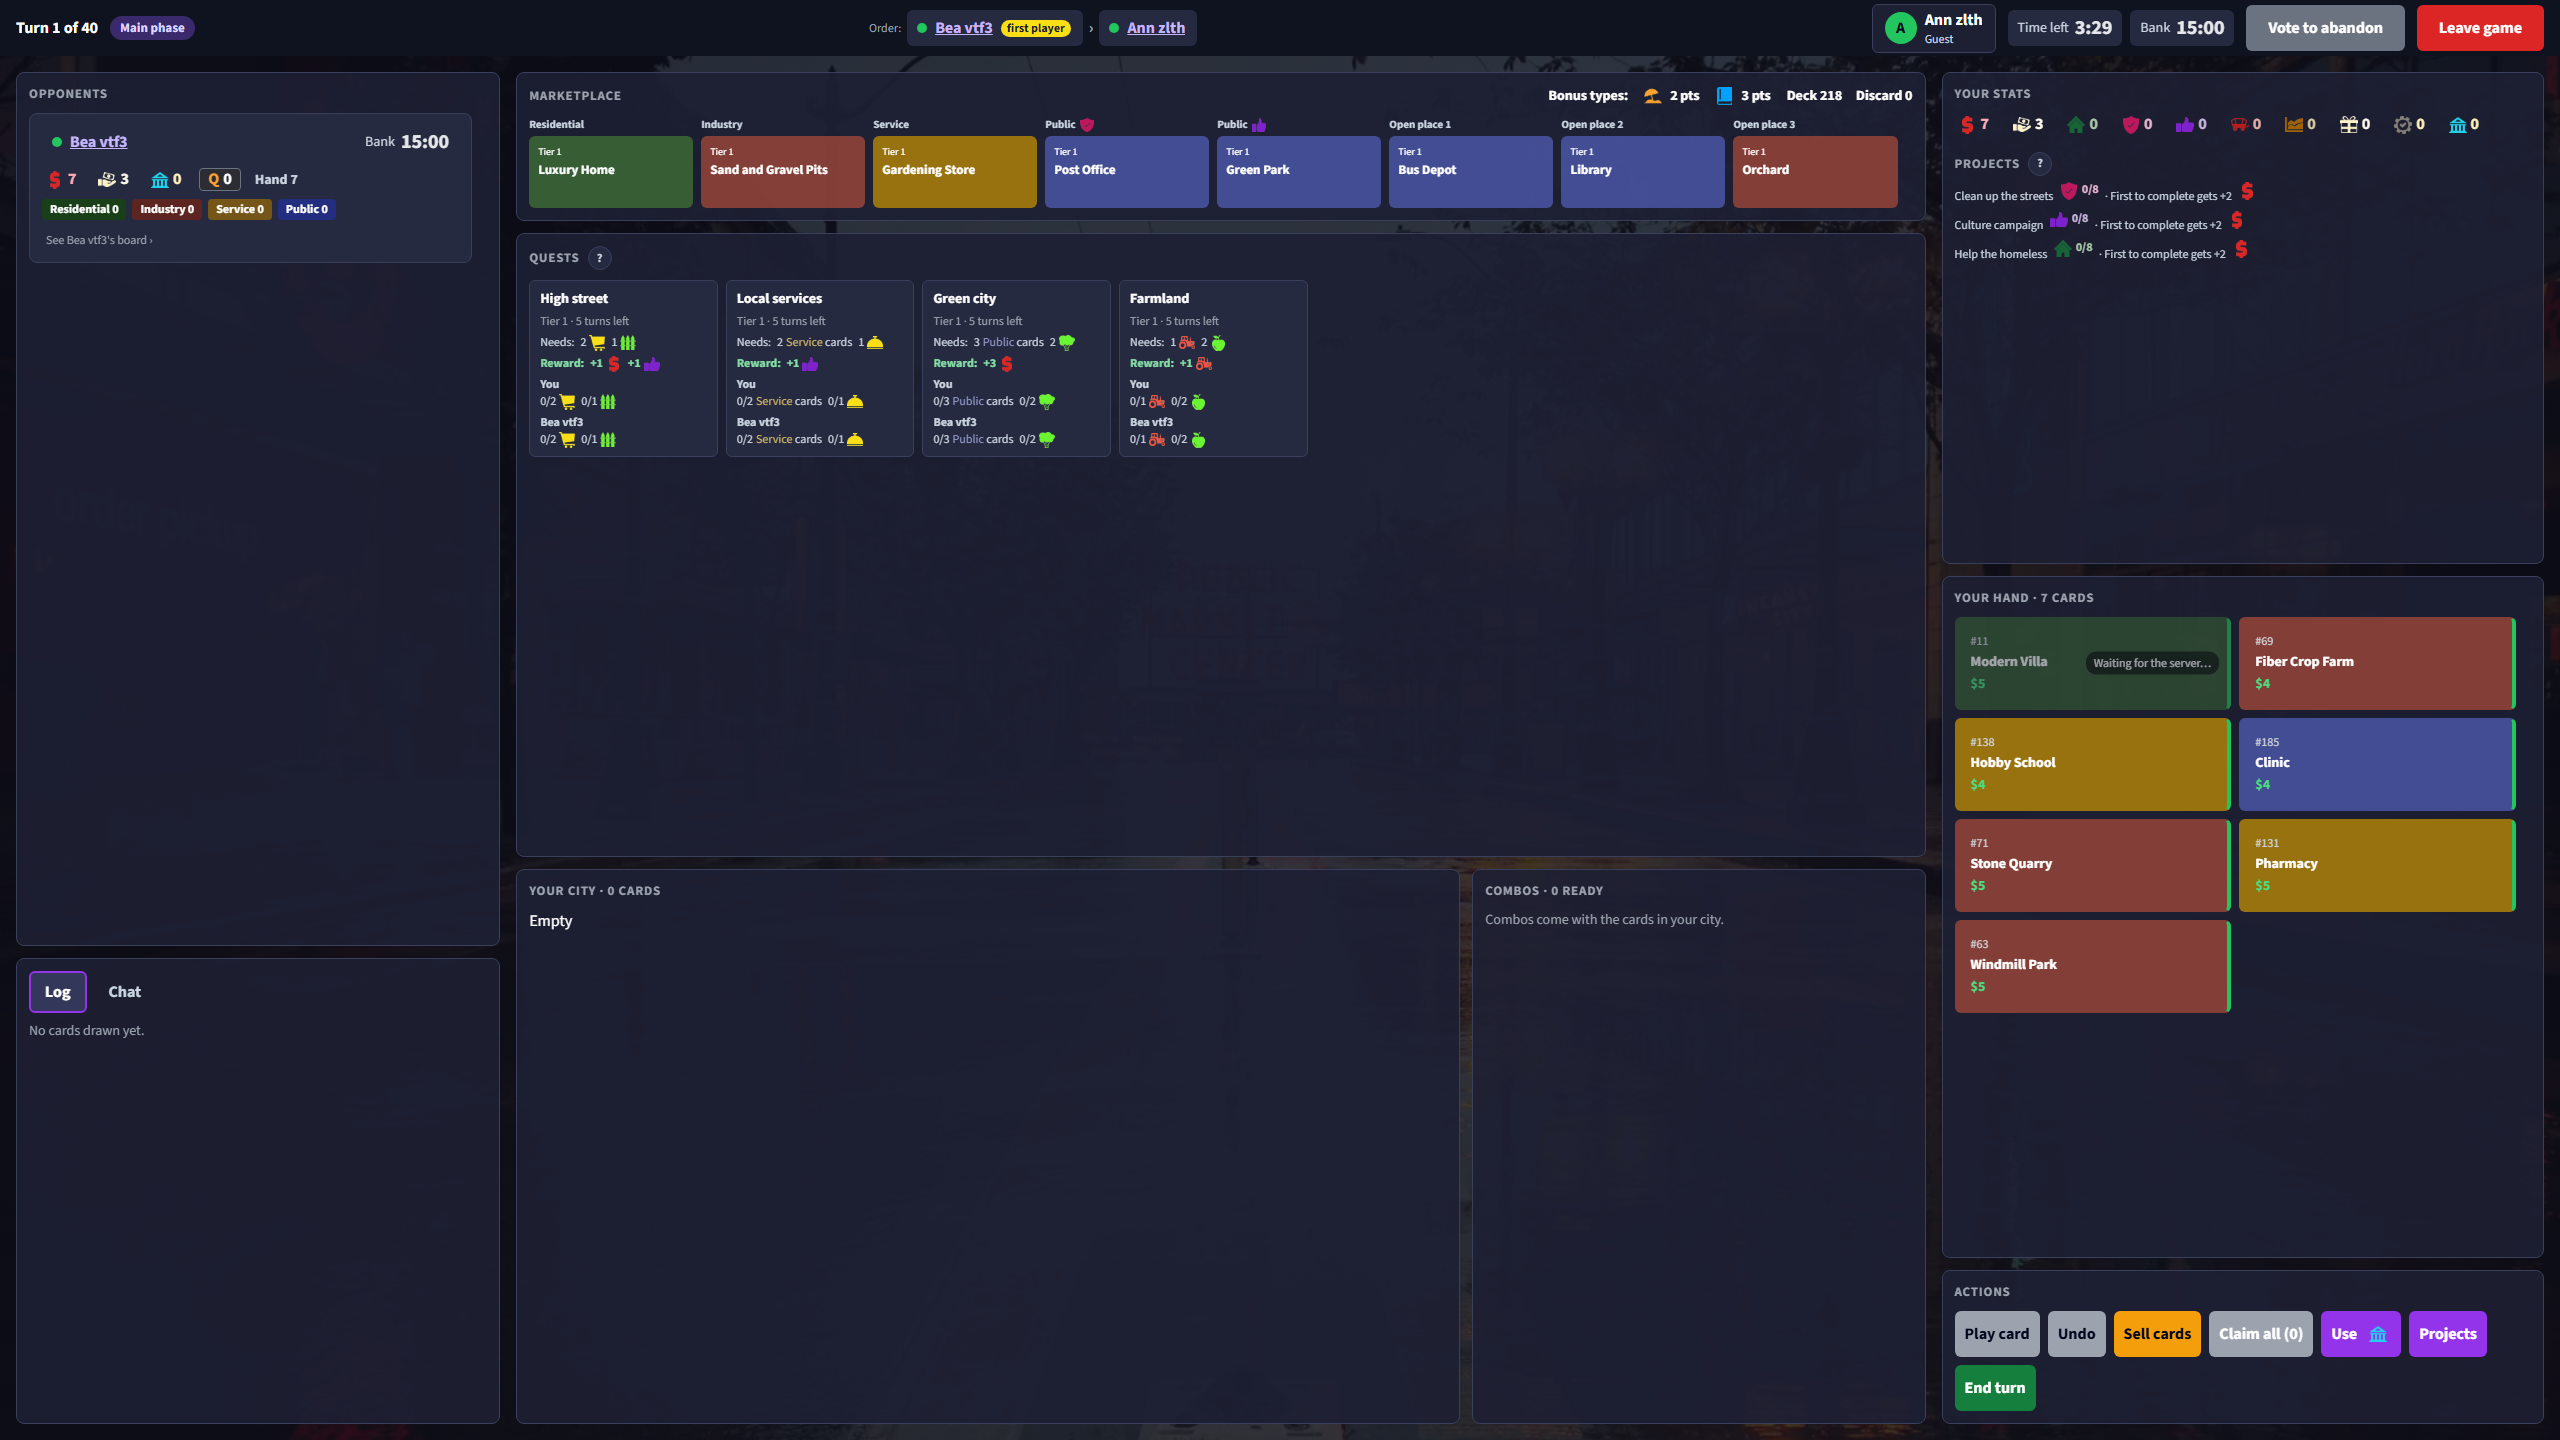 Turn 1 of 40 Main phase
Order: Bea vtf3 first player › Ann zlth
A Ann zlth
Guest
Time left 3:29
Bank 15:00
Vote to abandon
Leave game
OPPONENTS
Bea vtf3 Bank 15:00
7 3 0 Q 0 Hand 7
Residential 0 Industry 0 Service 0 Public 0
See Bea vtf3's board ›
Log Chat
No cards drawn yet.
MARKETPLACE
Bonus types: 2 pts 3 pts Deck 218 Discard 0
Residential Industry Service Public Public Open place 1 Open place 2 Open place 3
Tier 1 Tier 1 Tier 1 Tier 1 Tier 1 Tier 1 Tier 1 Tier 1
Luxury Home Sand and Gravel Pits Gardening Store Post Office Green Park Bus Depot Library Orchard
QUESTS ?
High street
Tier 1 · 5 turns left
Needs: 2 1
Reward: +1 +1
You
0/2 0/1
Bea vtf3
0/2 0/1
Local services
Tier 1 · 5 turns left
Needs: 2 Service cards 1
Reward: +1
You
0/2 Service cards 0/1
Bea vtf3
0/2 Service cards 0/1
Green city
Tier 1 · 5 turns left
Needs: 3 Public cards 2
Reward: +3
You
0/3 Public cards 0/2
Bea vtf3
0/3 Public cards 0/2
Farmland
Tier 1 · 5 turns left
Needs: 1 2
Reward: +1
You
0/1 0/2
Bea vtf3
0/1 0/2
YOUR CITY · 0 CARDS
Empty
COMBOS · 0 READY
Combos come with the cards in your city.
YOUR STATS
$ 7 3 0 0 0 0 0 0 0 0
PROJECTS ?
Clean up the streets 0/8 · First to complete gets +2 $
Culture campaign 0/8 · First to complete gets +2 $
Help the homeless 0/8 · First to complete gets +2 $
YOUR HAND · 7 CARDS
#11
Modern Villa
$5
Waiting for the server...
#69
Fiber Crop Farm
$4
#138
Hobby School
$4
#185
Clinic
$4
#71
Stone Quarry
$5
#131
Pharmacy
$5
#63
Windmill Park
$5
ACTIONS
Play card Undo Sell cards Claim all (0) Use Projects
End turn